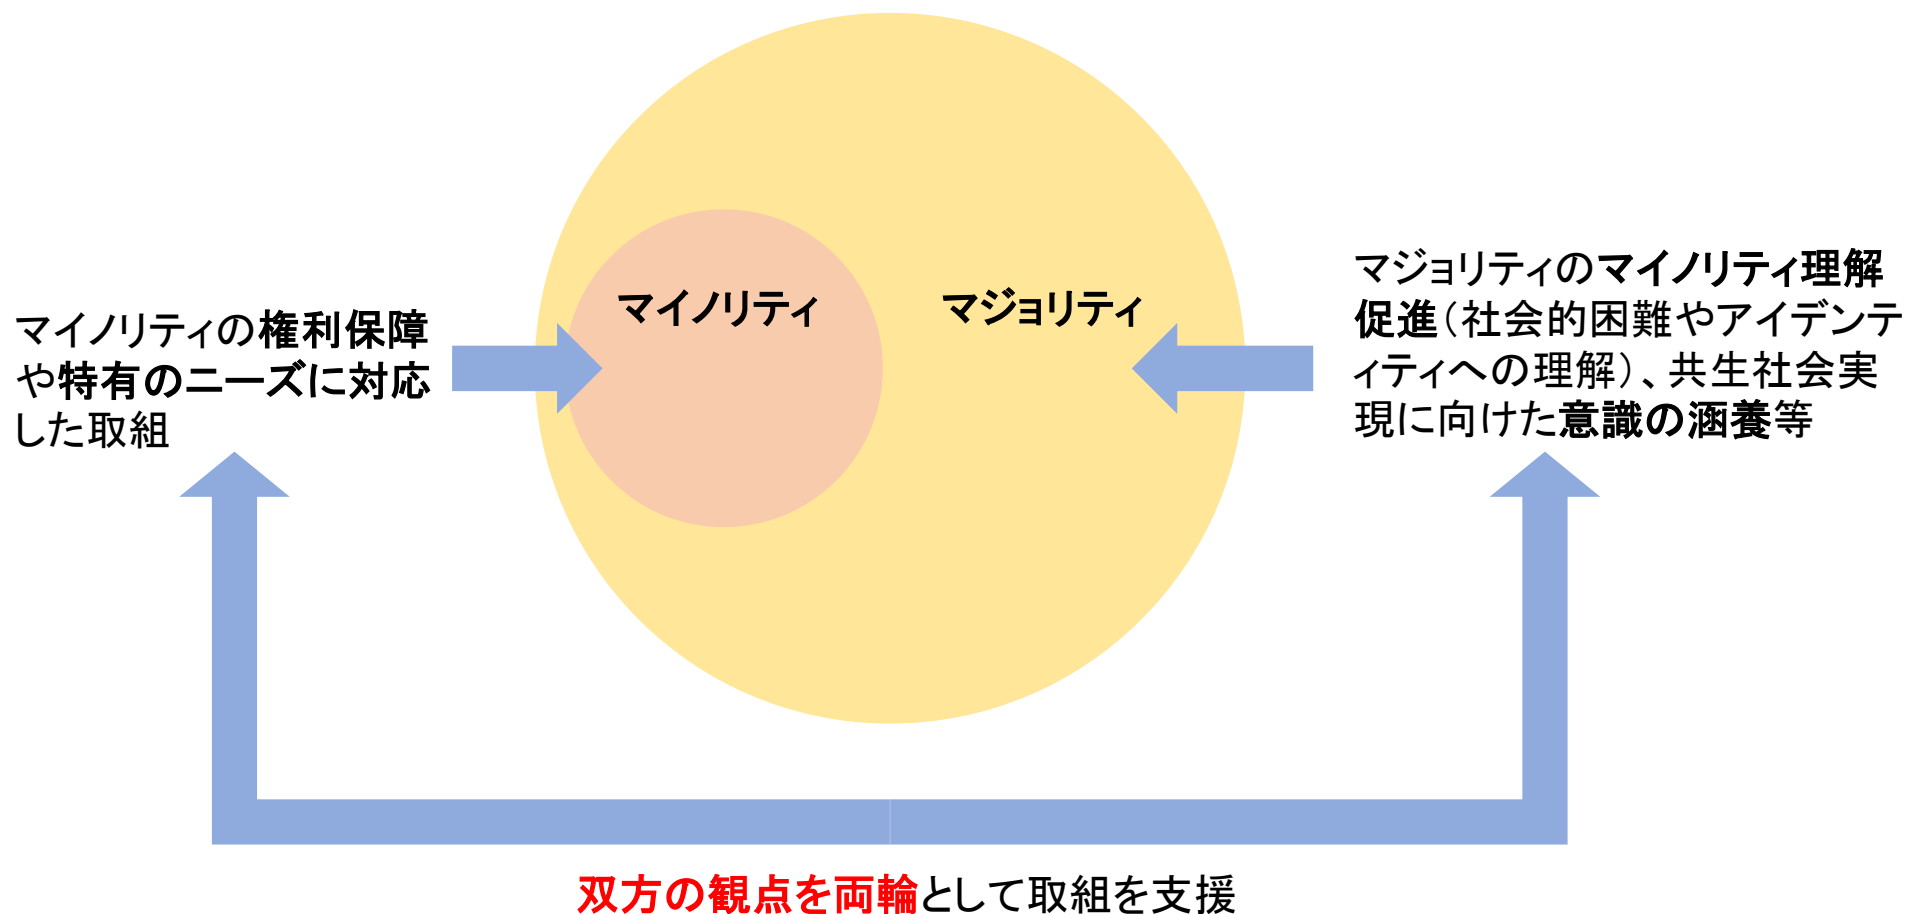 マイノリティ
マジョリティ
マイノリティの権利保障
や特有のニーズに対応
した取組
マジョリティのマイノリティ理解
促進（社会的困難やアイデンテ
ィティへの理解）、共生社会実
現に向けた意識の涵養等
双方の観点を両輪として取組を支援